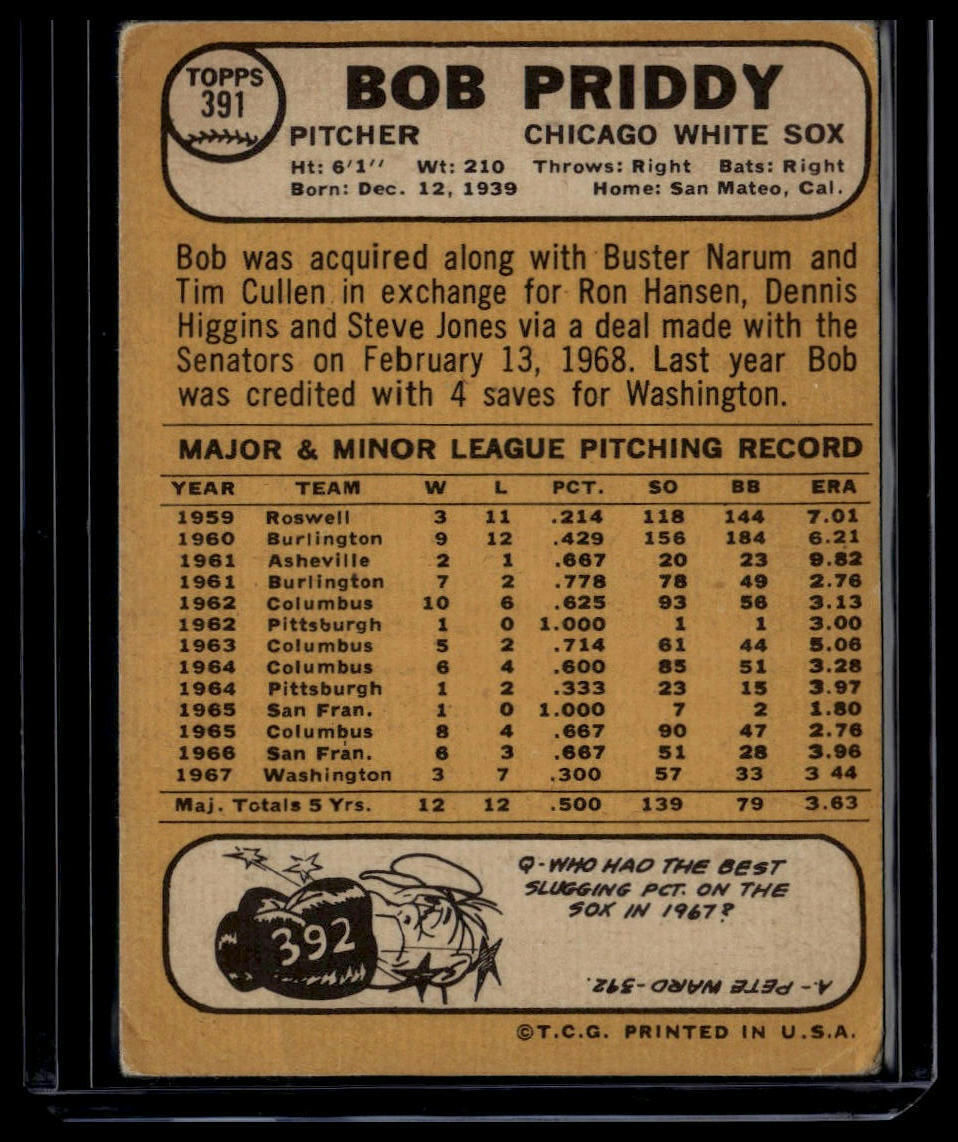 TOPPS
391
BOB PRIDDY
PITCHER CHICAGO WHITE SOX
Ht: 6'1" Wt: 210 Throws: Right Bats: Right
Born: Dec. 12, 1939 Home: San Mateo, Cal.
Bob was acquired along with Buster Narum and
Tim Cullen in exchange for Ron Hansen, Dennis
Higgins and Steve Jones via a deal made with the
Senators on February 13, 1968. Last year Bob
was credited with 4 saves for Washington.
MAJOR & MINOR LEAGUE PITCHING RECORD
YEAR TEAM W L PCT. SO BB ERA
1959 Roswell 3 11 .214 118 144 7.01
1960 Burlington 9 12 .429 156 184 6.21
1961 Asheville 2 1 .667 20 23 9.82
1961 Burlington 7 2 .778 78 49 2.76
1962 Columbus 10 6 .625 93 56 3.13
1962 Pittsburgh 1 0 1.000 1 1 3.00
1963 Columbus 5 2 .714 61 44 5.06
1964 Columbus 6 4 .600 85 51 3.28
1964 Pittsburgh 1 2 .333 23 15 3.97
1965 San Fran. 1 0 1.000 7 2 1.80
1965 Columbus 8 4 .667 90 47 2.76
1966 San Fran. 6 3 .667 51 28 3.96
1967 Washington 3 7 .300 57 33 3 44
Maj. Totals 5 Yrs. 12 12 .500 139 79 3.63
392
Q-WHO HAD THE BEST
SLUGGING PCT. ON THE
SOX IN 1967?
A.-PETE WARD-.392
©T.C.G. PRINTED IN U.S.A.